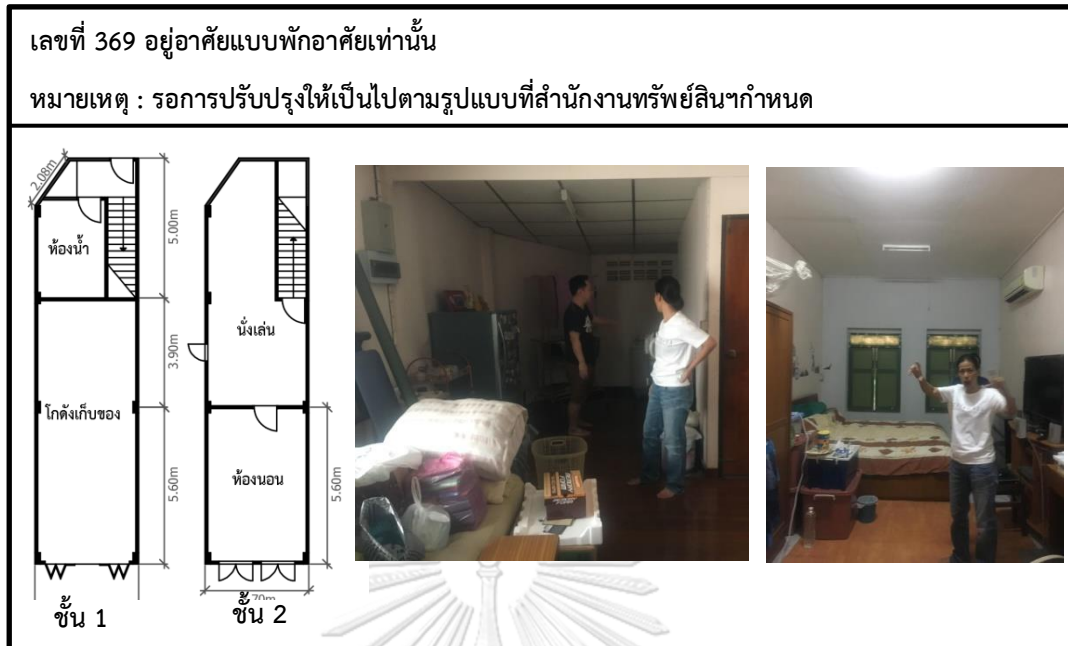 เลขที่ 369 อยู่อาศัยแบบพักอาศัยเท่านั้น
หมายเหตุ : รอการปรับปรุงให้เป็นไปตามรูปแบบที่สำนักงานทรัพย์สินฯกำหนด
2.08m
5.00m
ห้องน้ำ
3.90m
นั่งเล่น
โกดังเก็บของ
5.60m
ห้องนอน
5.60m
ชั้น 1
ชั้น 2